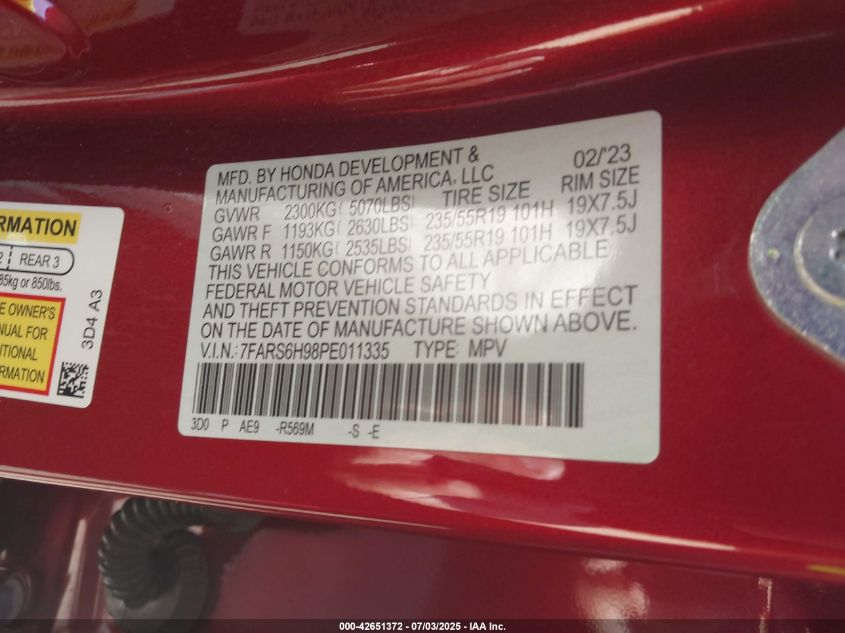 MFD. BY HONDA DEVELOPMENT & 02/'23
MANUFACTURING OF AMERICA, LLC
GVWR 2300KG( 5070LBS) TIRE SIZE RIM SIZE
GAWR F 1193KG( 2630LBS) 235/55R19 101H 19X7.5J
GAWR R 1150KG( 2535LBS) 235/55R19 101H 19X7.5J
THIS VEHICLE CONFORMS TO ALL APPLICABLE
FEDERAL MOTOR VEHICLE SAFETY
AND THEFT PREVENTION STANDARDS IN EFFECT
ON THE DATE OF MANUFACTURE SHOWN ABOVE.
V.I.N.: 7FARS6H98PE011335 TYPE: MPV
3D0 P AE9 -R569M -S -E
RMATION
2 REAR 3
85kg or 850lbs.
E OWNER'S
NUAL FOR
ITIONAL
RMATION
3D4 A3
000-42651372 - 07/03/2025 - IAA Inc.